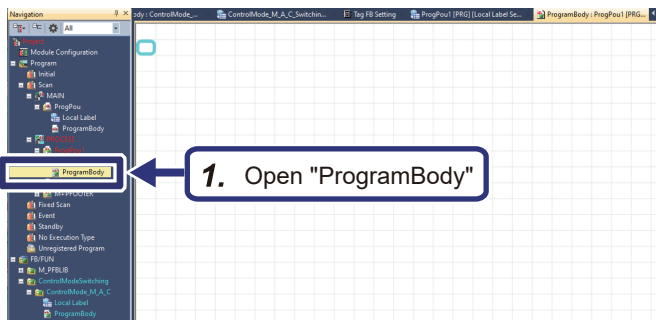 Navigation
ody : ControlMode_...
ControlMode_M_A_C_Switchin...
Tag FB Setting
ProgPou1 [PRG] [Local Label Se...
ProgramBody : ProgPou1 [PRG...
All
Project
Module Configuration
Program
Initial
Scan
MAIN
ProgPou
Local Label
ProgramBody
ProgramBody
M+PFOOTER
Fixed Scan
Event
Standby
No Execution Type
Unregistered Program
FB/FUN
M_PFBLIB
ControlModeSwitching
ControlMode_M_A_C
Local Label
ProgramBody
1. Open "ProgramBody"